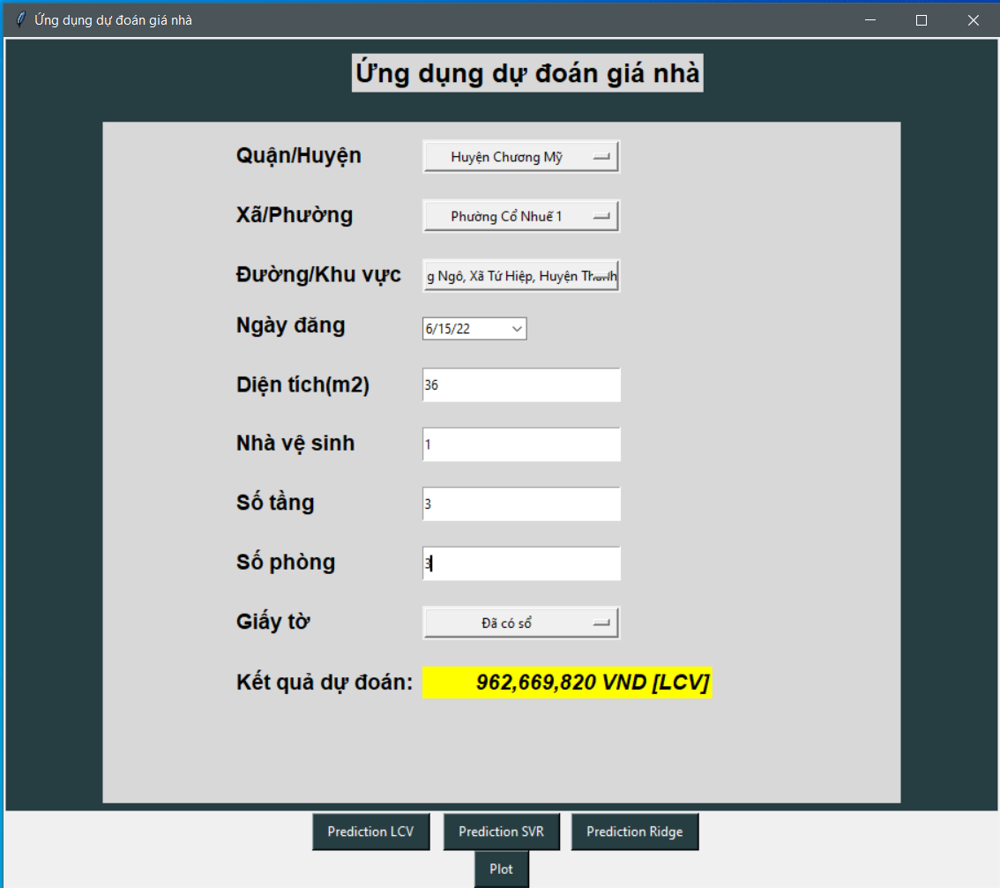 Ứng dụng dự đoán giá nhà
Ứng dụng dự đoán giá nhà
Quận/Huyện Huyện Chương Mỹ
Xã/Phường Phường Cổ Nhuế 1
Đường/Khu vực g Ngô, Xã Tứ Hiệp, Huyện Thanh
Ngày đăng 6/15/22
Diện tích(m2) 36
Nhà vệ sinh 1
Số tầng 3
Số phòng 3
Giấy tờ Đã có sổ
Kết quả dự đoán: 962,669,820 VND [LCV]
Prediction LCV Prediction SVR Prediction Ridge
Plot